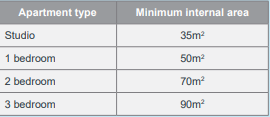 Apartment type Minimum internal area
Studio 35m²
1 bedroom 50m²
2 bedroom 70m²
3 bedroom 90m²